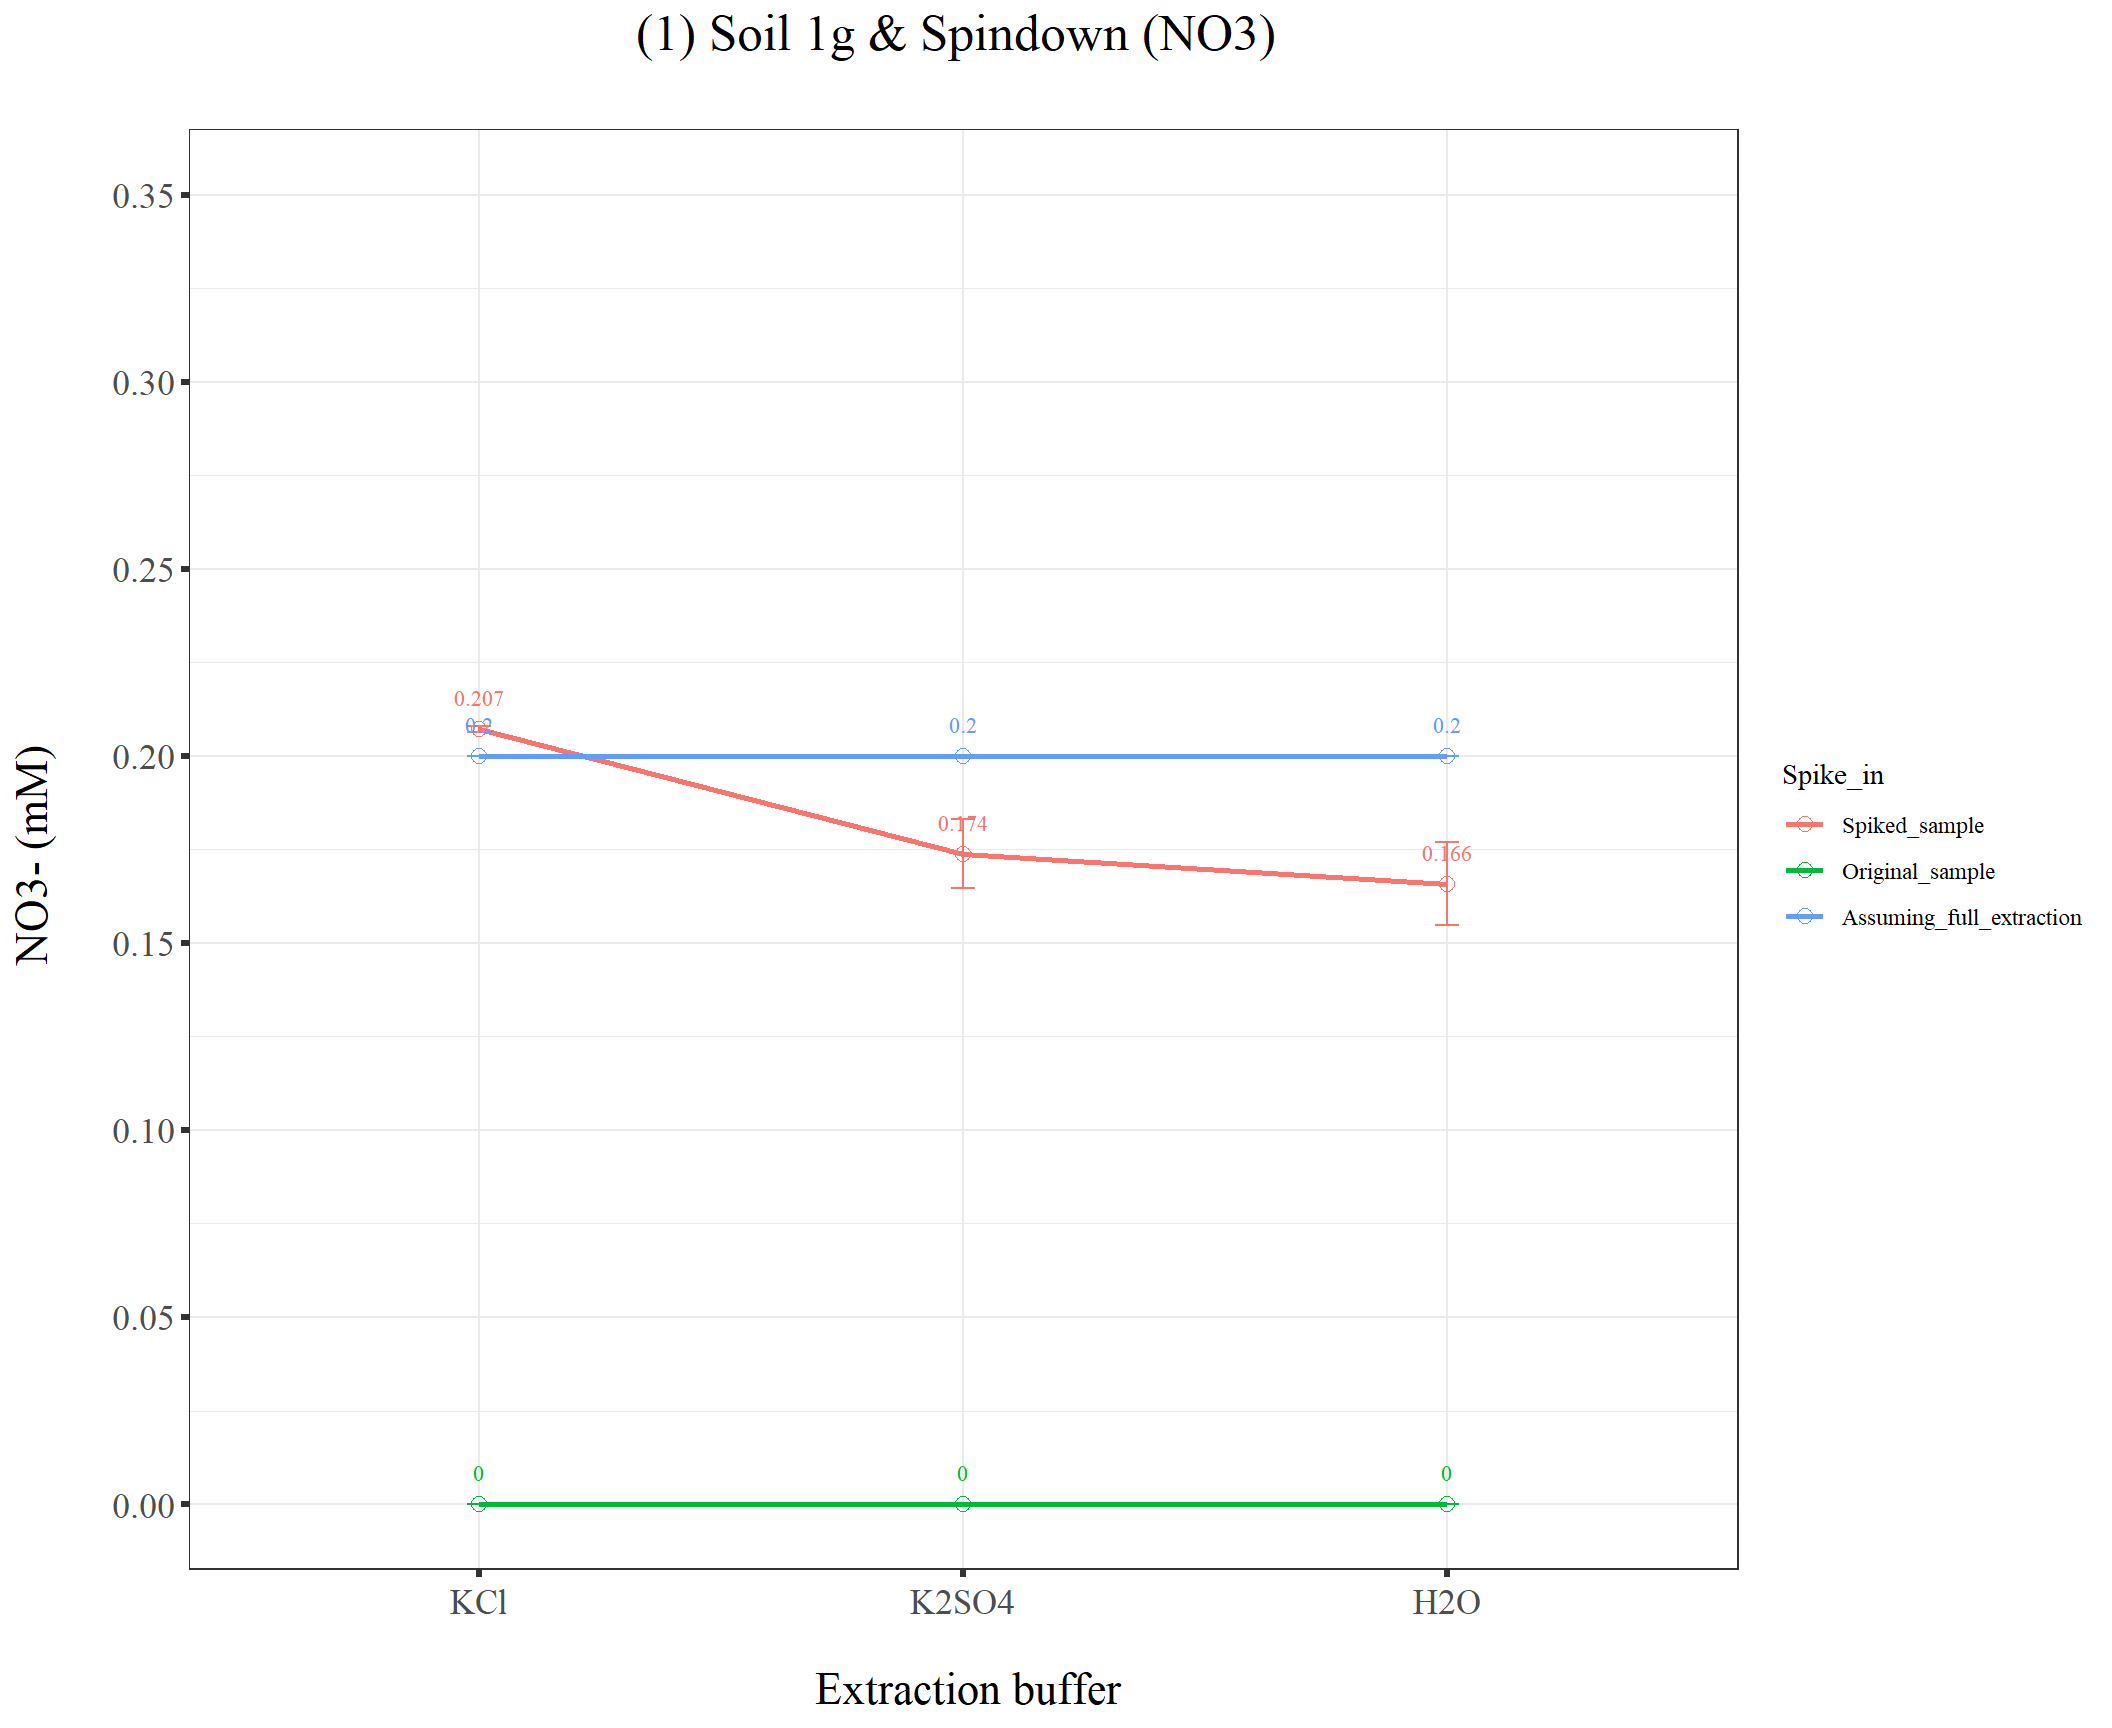 (1) Soil 1g & Spindown (NO3)
NO3- (mM)
0.35
0.30
0.25
0.20
0.15
0.10
0.05
0.00
0.207
0.2
0.2
0.2
0.174
0.166
0
0
0
KCl
K2SO4
H2O
Extraction buffer
Spike_in
Spiked_sample
Original_sample
Assuming_full_extraction